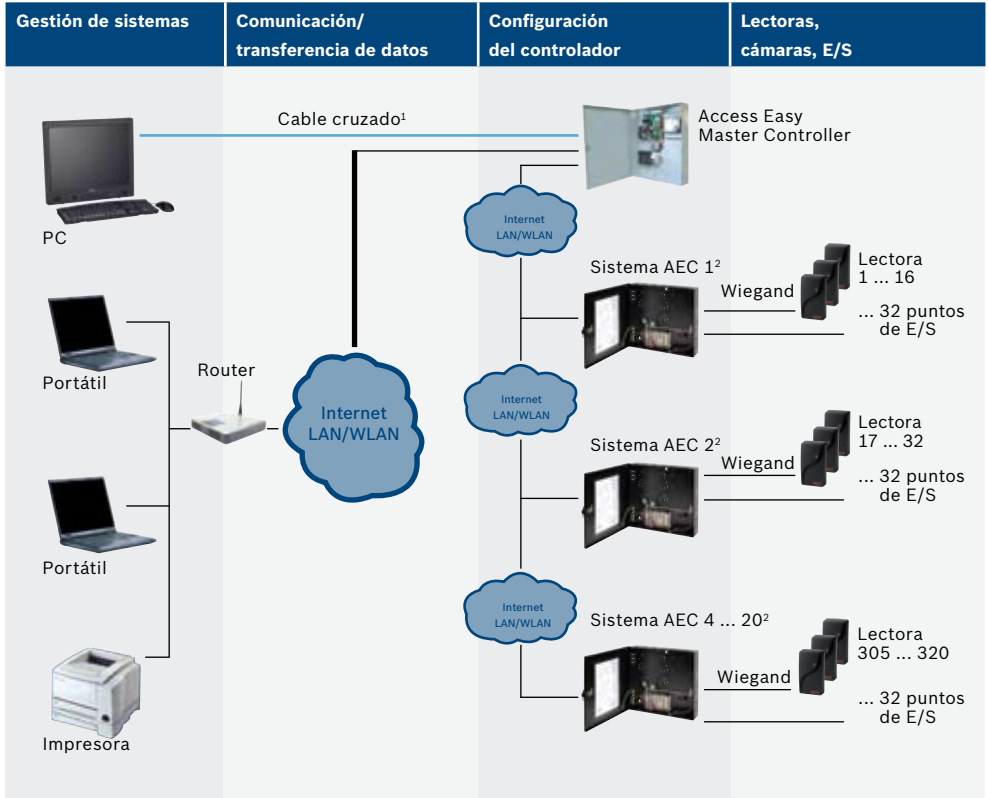 Gestión de sistemas
Comunicación/
transferencia de datos
Configuración
del controlador
Lectoras,
cámaras, E/S
Cable cruzado¹
Access Easy
Master Controller
PC
Internet
LAN/WLAN
Sistema AEC 1²
Wiegand
Lectora
1 ... 16
... 32 puntos
de E/S
Portátil
Router
Internet
LAN/WLAN
Internet
LAN/WLAN
Sistema AEC 2²
Wiegand
Lectora
17 ... 32
... 32 puntos
de E/S
Portátil
Internet
LAN/WLAN
Sistema AEC 4 ... 20²
Wiegand
Lectora
305 ... 320
... 32 puntos
de E/S
Impresora